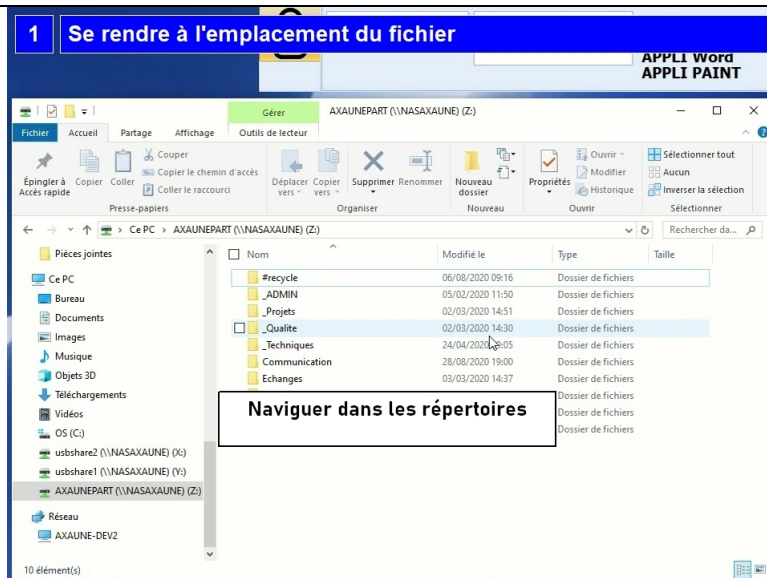 1 Se rendre à l'emplacement du fichier
APPLI Word
APPLI PAINT
Gérer AXAUNEPART (\\NASAXAUNE) (Z:)
Fichier Accueil Partage Affichage Outils de lecteur
Épingler à Accès rapide
Copier
Coller
Couper
Copier le chemin d'accès
Coller le raccourci
Presse-papiers
Déplacer vers
Copier vers
Supprimer
Renommer
Organiser
Nouveau dossier
Nouveau
Propriétés
Ouvrir
Modifier
Historique
Ouvrir
Sélectionner tout
Aucun
Inverser la sélection
Sélectionner
Ce PC > AXAUNEPART (\\NASAXAUNE) (Z:) Rechercher da...
Pièces jointes
Ce PC
Bureau
Documents
Images
Musique
Objets 3D
Téléchargements
Vidéos
OS (C:)
usbshare2 (\\NASAXAUNE) (X:)
usbshare1 (\\NASAXAUNE) (Y:)
AXAUNEPART (\\NASAXAUNE) (Z:)
Réseau
AXAUNE-DEV2
Nom Modifié le Type Taille
#recycle 06/08/2020 09:16 Dossier de fichiers
_ADMIN 05/02/2020 11:50 Dossier de fichiers
_Projets 02/03/2020 14:51 Dossier de fichiers
_Qualite 02/03/2020 14:30 Dossier de fichiers
_Techniques 24/04/2020 Dossier de fichiers
Communication 28/08/2020 19:00 Dossier de fichiers
Echanges 03/03/2020 14:37 Dossier de fichiers
Dossier de fichiers
Naviguer dans les répertoires
Dossier de fichiers
Dossier de fichiers
10 élément(s)